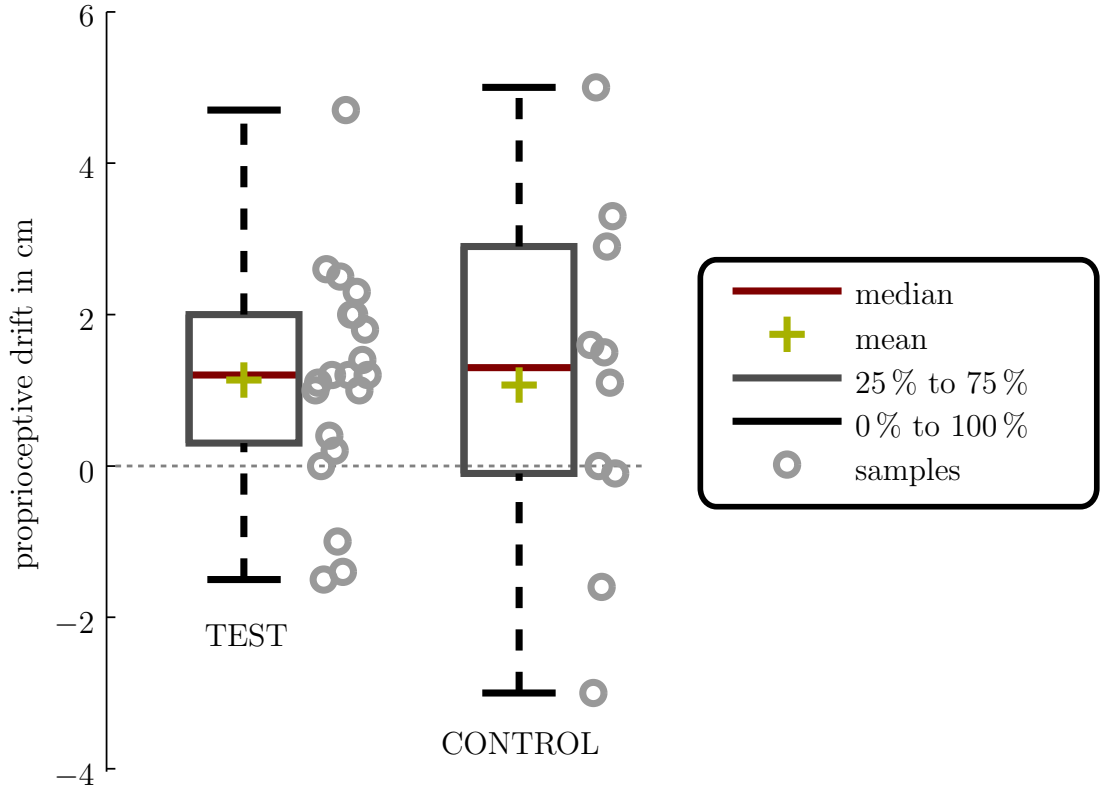 6
4
2
0
−2
−4
proprioceptive drift in cm
TEST
CONTROL
median
mean
25 % to 75 %
0 % to 100 %
samples